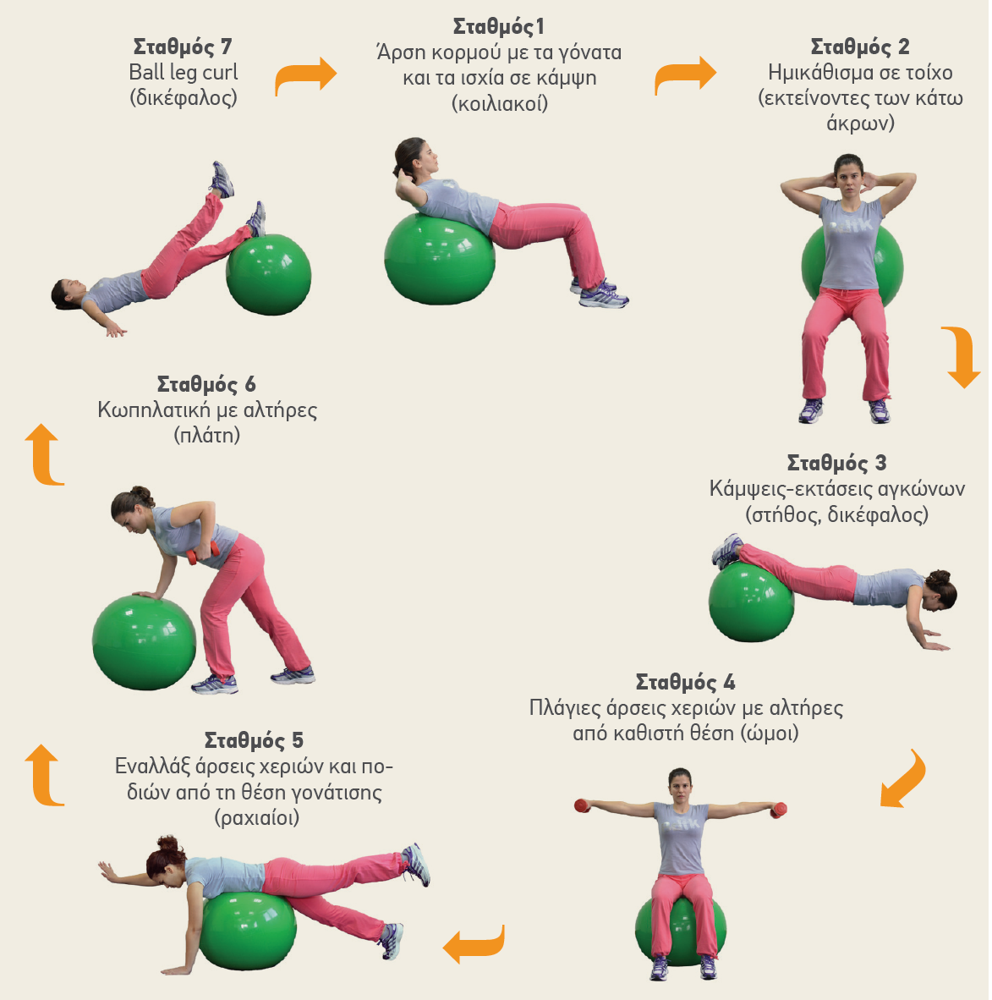 Σταθμός1
Άρση κορμού με τα γόνατα
και τα ισχία σε κάμψη
(κοιλιακοί)
Σταθμός 2
Ημικάθισμα σε τοίχο
(εκτείνοντες των κάτω
άκρων)
Σταθμός 3
Κάμψεις-εκτάσεις αγκώνων
(στήθος, δικέφαλος)
Σταθμός 4
Πλάγιες άρσεις χεριών με αλτήρες
από καθιστή θέση (ώμοι)
Σταθμός 5
Εναλλάξ άρσεις χεριών και πο-
διών από τη θέση γονάτισης
(ραχιαίοι)
Σταθμός 6
Κωπηλατική με αλτήρες
(πλάτη)
Σταθμός 7
Ball leg curl
(δικέφαλος)